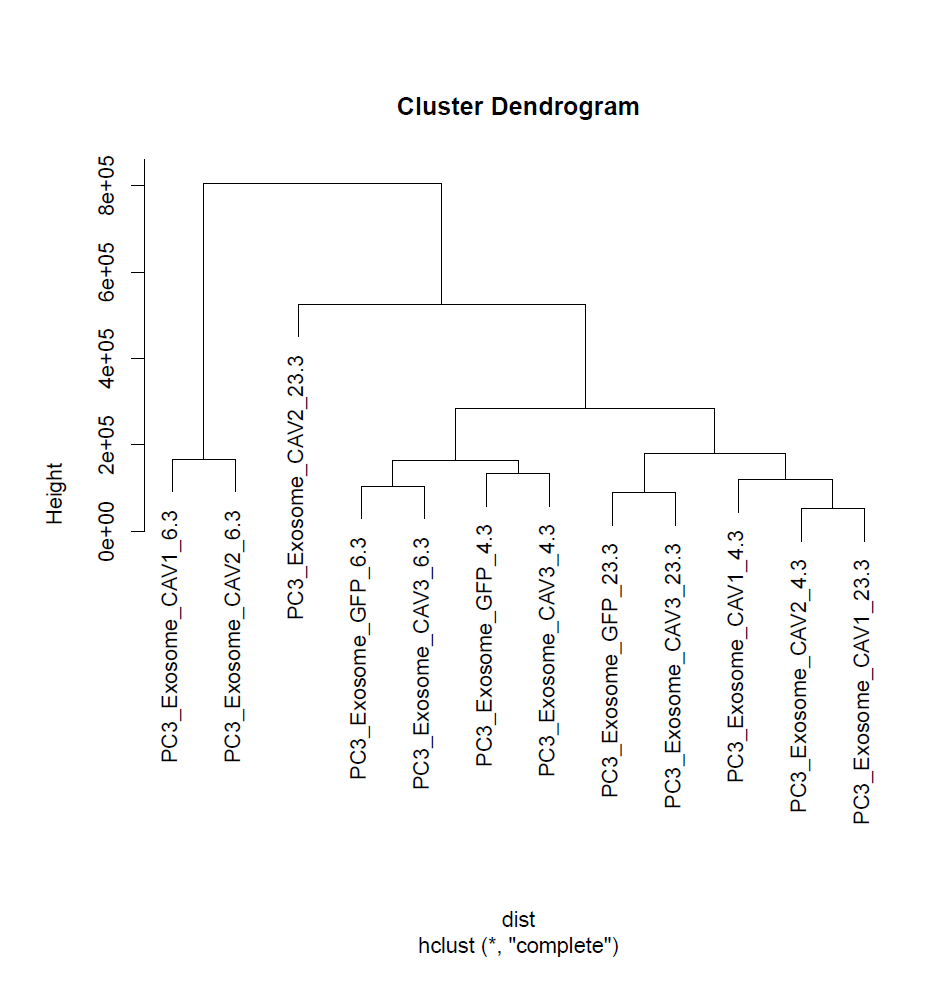 Cluster Dendrogram
Height
8e+05
6e+05
4e+05
2e+05
0e+00
PC3_Exosome_CAV1_6.3
PC3_Exosome_CAV2_6.3
PC3_Exosome_CAV2_23.3
PC3_Exosome_GFP_6.3
PC3_Exosome_CAV3_6.3
PC3_Exosome_GFP_4.3
PC3_Exosome_CAV3_4.3
PC3_Exosome_GFP_23.3
PC3_Exosome_CAV3_23.3
PC3_Exosome_CAV1_4.3
PC3_Exosome_CAV2_4.3
PC3_Exosome_CAV1_23.3
dist
hclust (*, "complete")